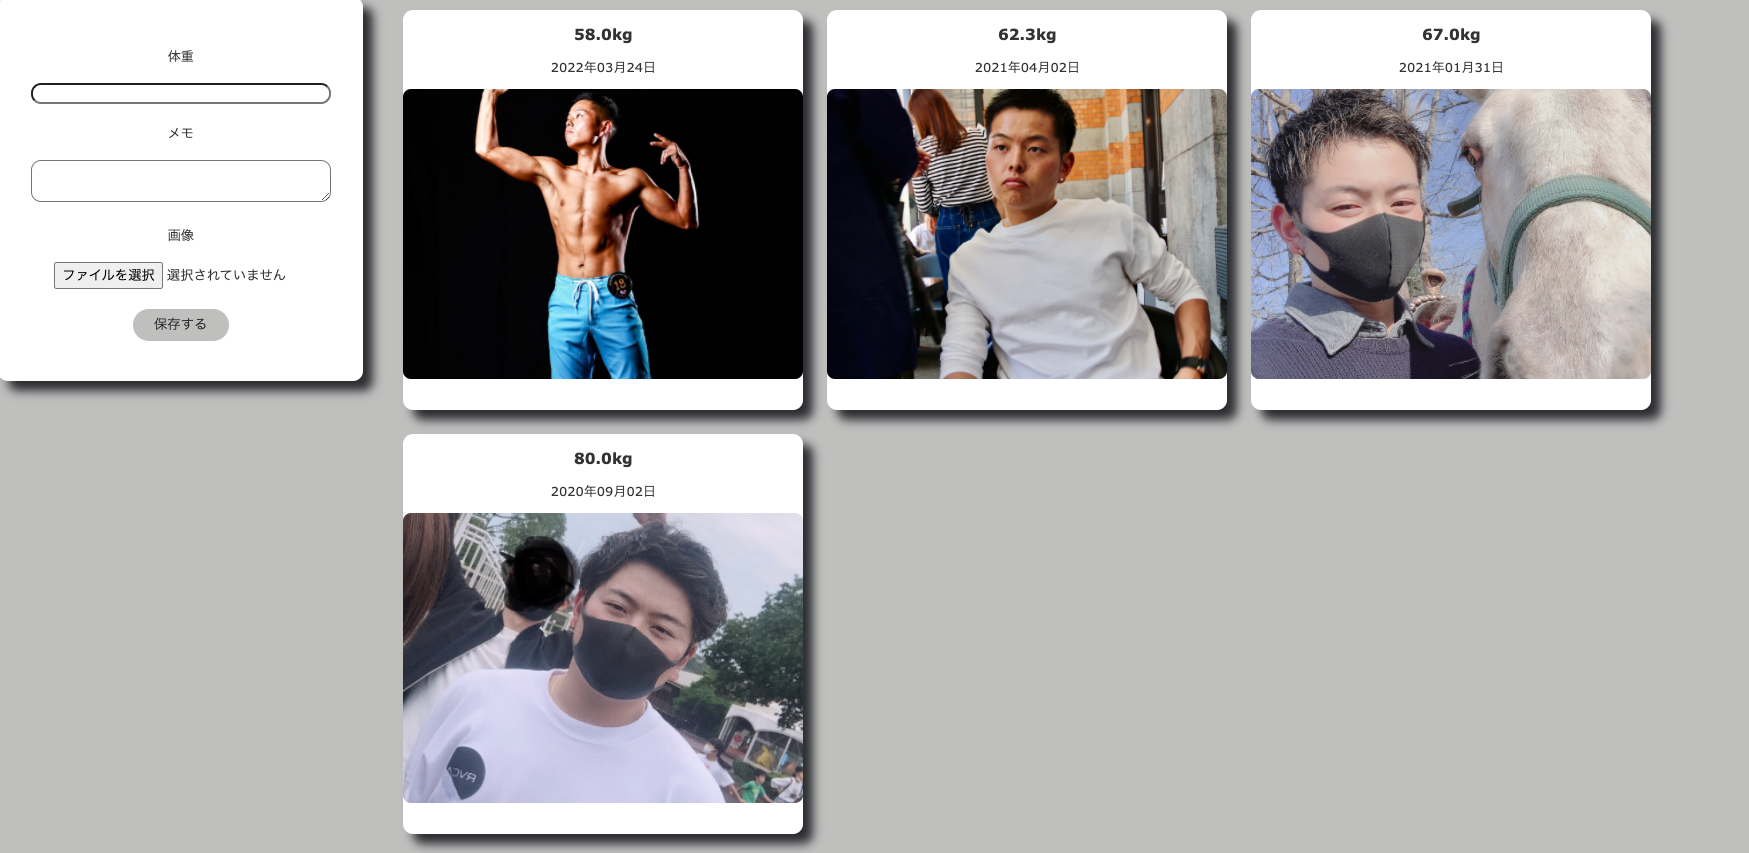 体重
メモ
画像
ファイルを選択 選択されていません
保存する
58.0kg
2022年03月24日
18
62.3kg
2021年04月02日
67.0kg
2021年01月31日
80.0kg
2020年09月02日
RVCA